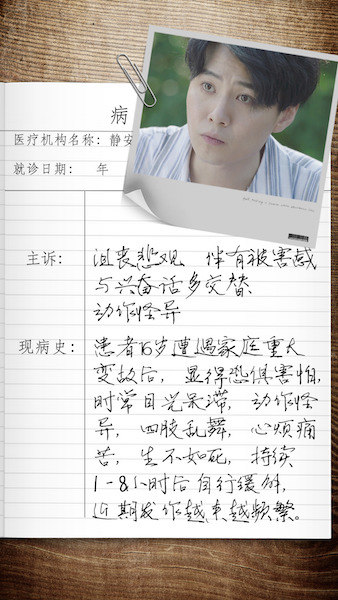 病
医疗机构名称：静安
就诊日期：  年
主诉：沮丧悲观 伴有被害感
与兴奋话多交替
动作怪异
现病史：患者16岁遭遇家庭重大
变故后，显得恐惧害怕，
时常目光呆滞，动作怪
异，四肢乱舞，心烦痛
苦，生不如死，持续
1-8小时后自行缓解，
近期发作越来越频繁。